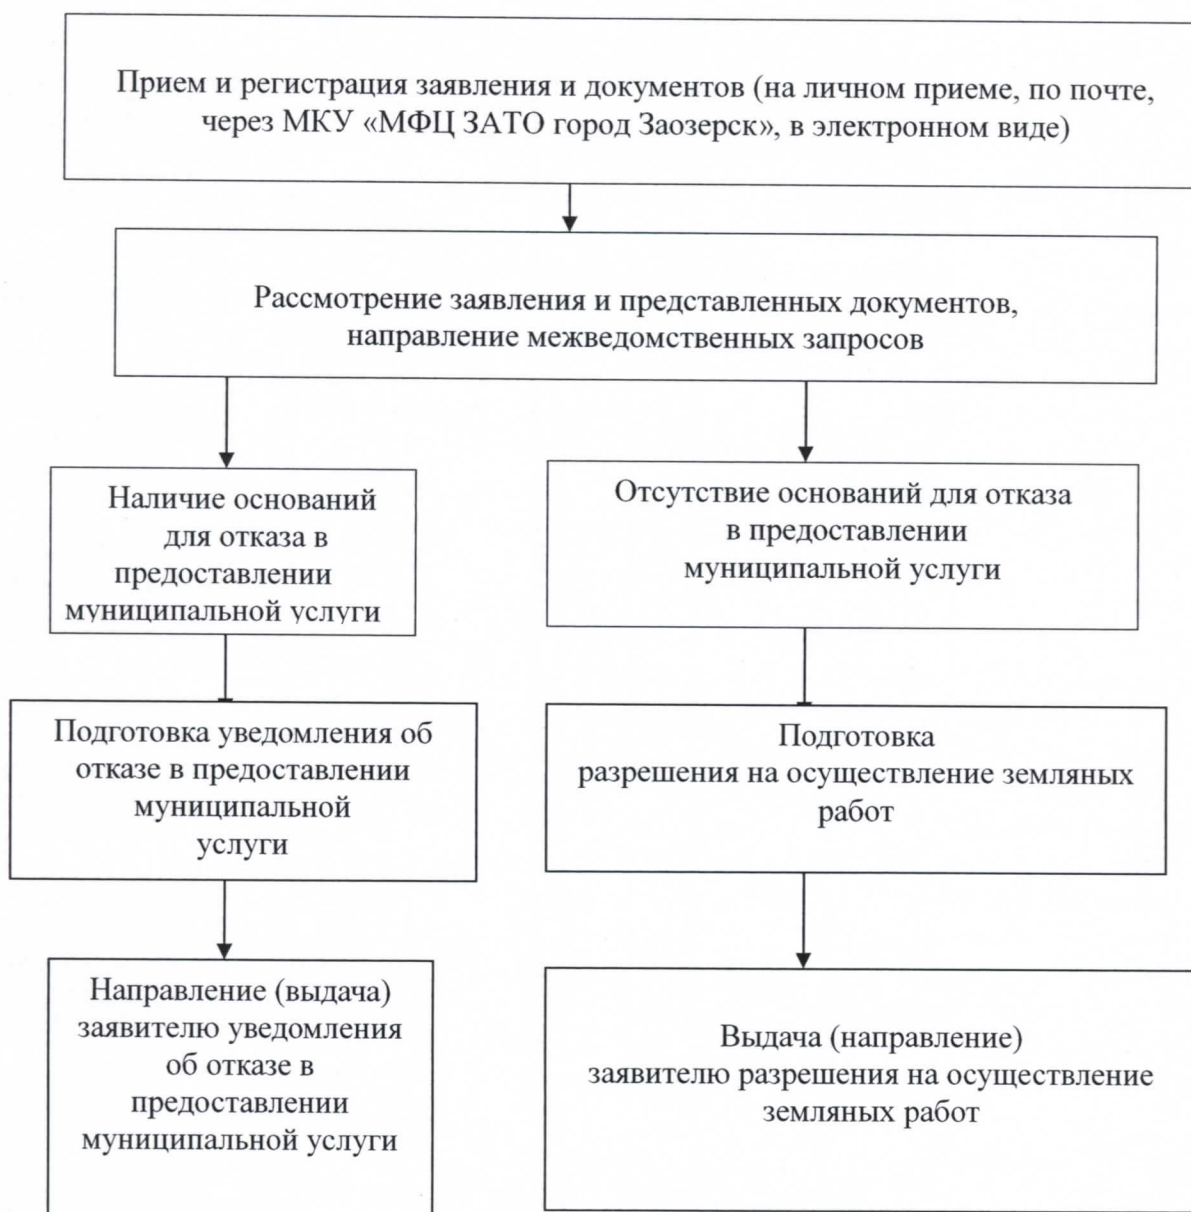 Прием и регистрация заявления и документов (на личном приеме, по почте,
через МКУ «МФЦ ЗАТО город Заозерск», в электронном виде)
Рассмотрение заявления и представленных документов,
направление межведомственных запросов
Наличие оснований
для отказа в
предоставлении
муниципальной услуги
Отсутствие оснований для отказа
в предоставлении
муниципальной услуги
Подготовка уведомления об
отказе в предоставлении
муниципальной
услуги
Подготовка
разрешения на осуществление земляных
работ
Направление (выдача)
заявителю уведомления
об отказе в
предоставлении
муниципальной услуги
Выдача (направление)
заявителю разрешения на осуществление
земляных работ